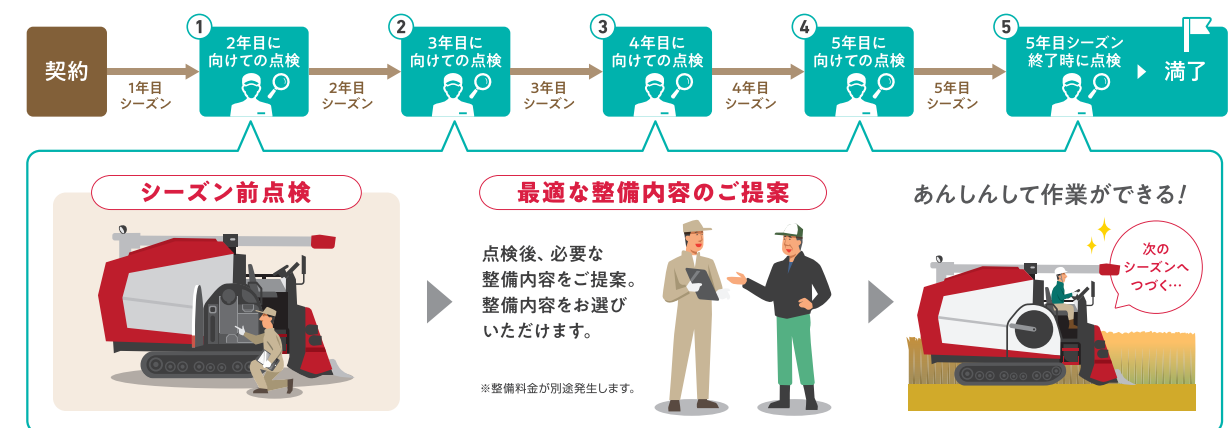 契約
1年目
シーズン
1
2年目に
向けての点検
2年目
シーズン
2
3年目に
向けての点検
3年目
シーズン
3
4年目に
向けての点検
4年目
シーズン
4
5年目に
向けての点検
5年目
シーズン
5
5年目シーズン
終了時に点検
満了
シーズン前点検
最適な整備内容のご提案
点検後、必要な
整備内容をご提案。
整備内容をお選び
いただけます。
※整備料金が別途発生します。
あんしんして作業ができる!
次の
シーズンへ
つづく…